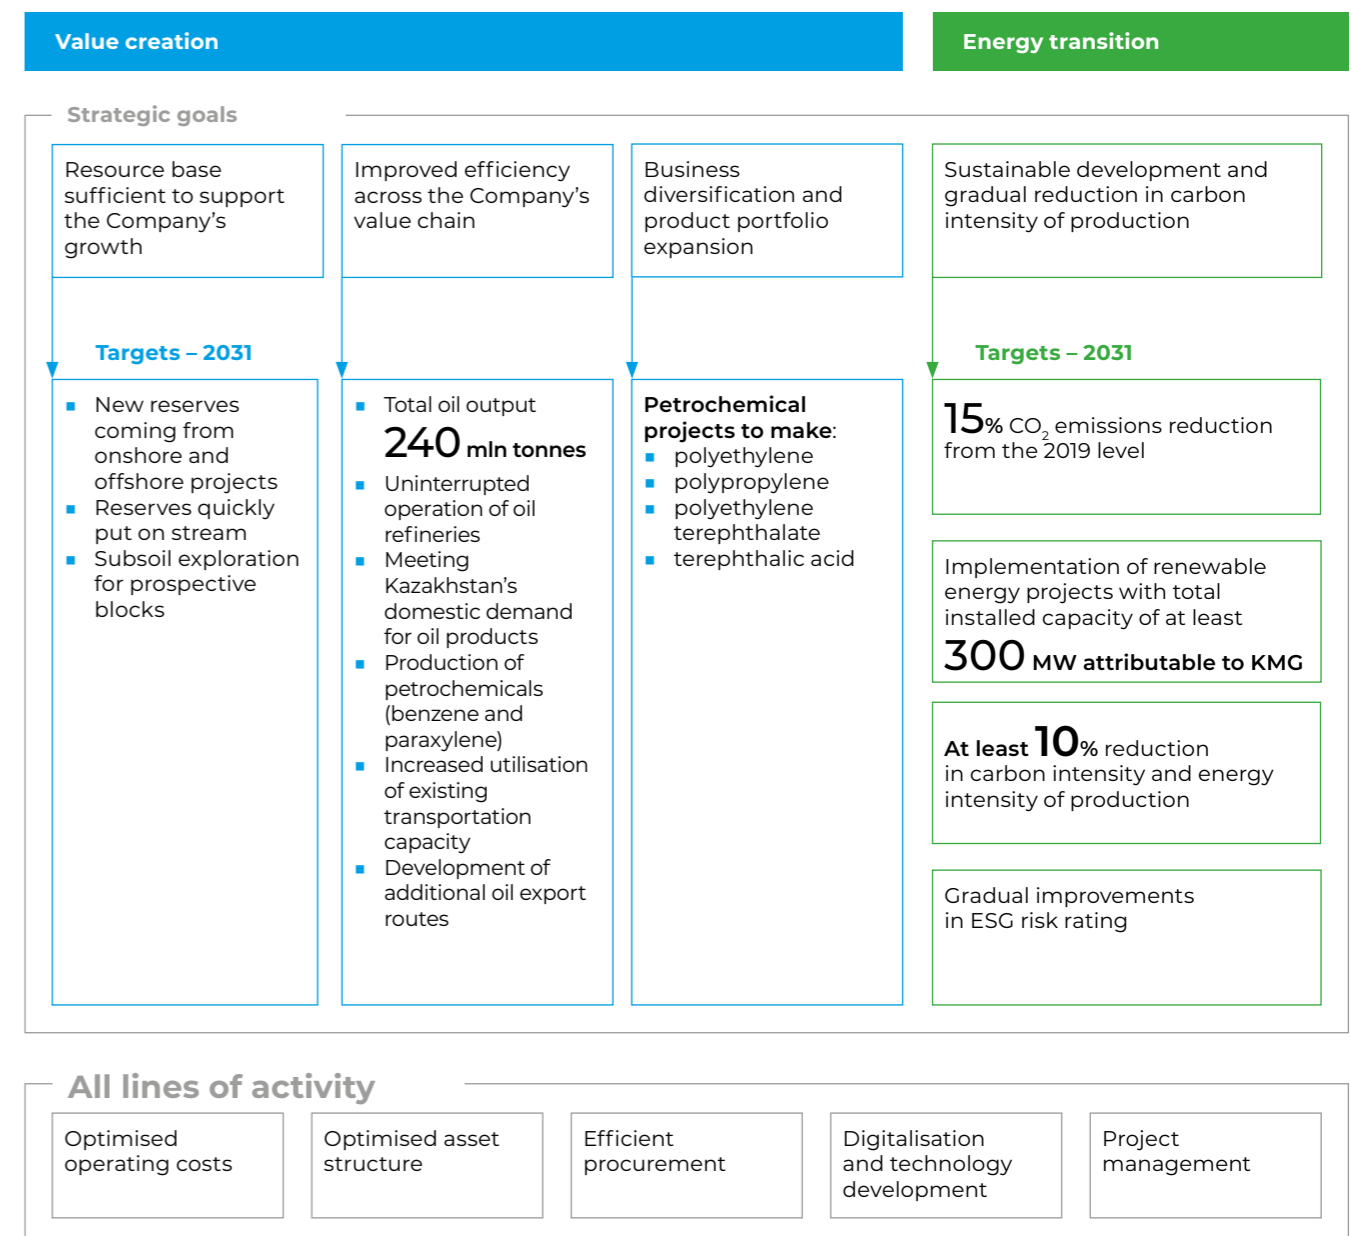 Value creation
Energy transition
Strategic goals
Resource base
sufficient to support
the Company’s
growth
Improved efficiency
across the Company’s
value chain
Business
diversification and
product portfolio
expansion
Sustainable development and
gradual reduction in carbon
intensity of production
Targets – 2031
Targets – 2031
▪ New reserves
coming from
onshore and
offshore projects
▪ Reserves quickly
put on stream
▪ Subsoil exploration
for prospective
blocks
▪ Total oil output
240 mln tonnes
▪ Uninterrupted
operation of oil
refineries
▪ Meeting
Kazakhstan’s
domestic demand
for oil products
▪ Production of
petrochemicals
(benzene and
paraxylene)
▪ Increased utilisation
of existing
transportation
capacity
▪ Development of
additional oil export
routes
Petrochemical
projects to make:
▪ polyethylene
▪ polypropylene
▪ polyethylene
terephthalate
▪ terephthalic acid
15% CO₂ emissions reduction
from the 2019 level
Implementation of renewable
energy projects with total
installed capacity of at least
300 MW attributable to KMG
At least 10% reduction
in carbon intensity and energy
intensity of production
Gradual improvements
in ESG risk rating
All lines of activity
Optimised
operating costs
Optimised asset
structure
Efficient
procurement
Digitalisation
and technology
development
Project
management